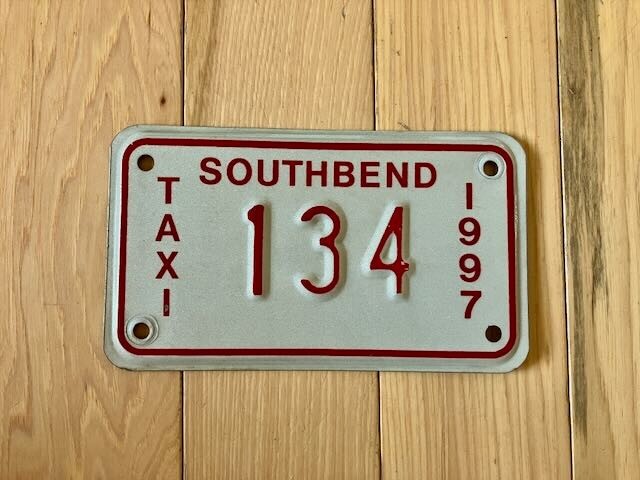 SOUTHBEND
TAXI
134
1997